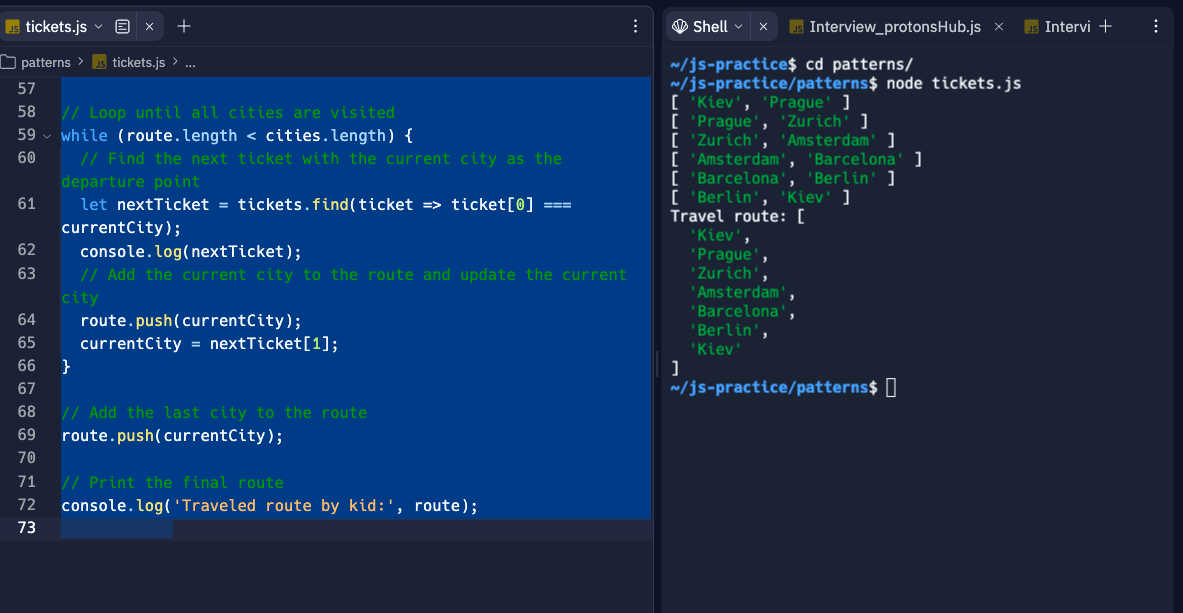 tickets.js
patterns > tickets.js > ...
57
58 // Loop until all cities are visited
59 while (route.length < cities.length) {
60   // Find the next ticket with the current city as the
departure point
61   let nextTicket = tickets.find(ticket => ticket[0] ===
currentCity);
62   console.log(nextTicket);
63   // Add the current city to the route and update the current
city
64   route.push(currentCity);
65   currentCity = nextTicket[1];
66 }
67
68 // Add the last city to the route
69 route.push(currentCity);
70
71 // Print the final route
72 console.log('Traveled route by kid:', route);
73
Shell
Interview_protonsHub.js
Intervi
~/js-practice$ cd patterns/
~/js-practice/patterns$ node tickets.js
[ 'Kiev', 'Prague' ]
[ 'Prague', 'Zurich' ]
[ 'Zurich', 'Amsterdam' ]
[ 'Amsterdam', 'Barcelona' ]
[ 'Barcelona', 'Berlin' ]
[ 'Berlin', 'Kiev' ]
Travel route: [
  'Kiev',
  'Prague',
  'Zurich',
  'Amsterdam',
  'Barcelona',
  'Berlin',
  'Kiev'
]
~/js-practice/patterns$